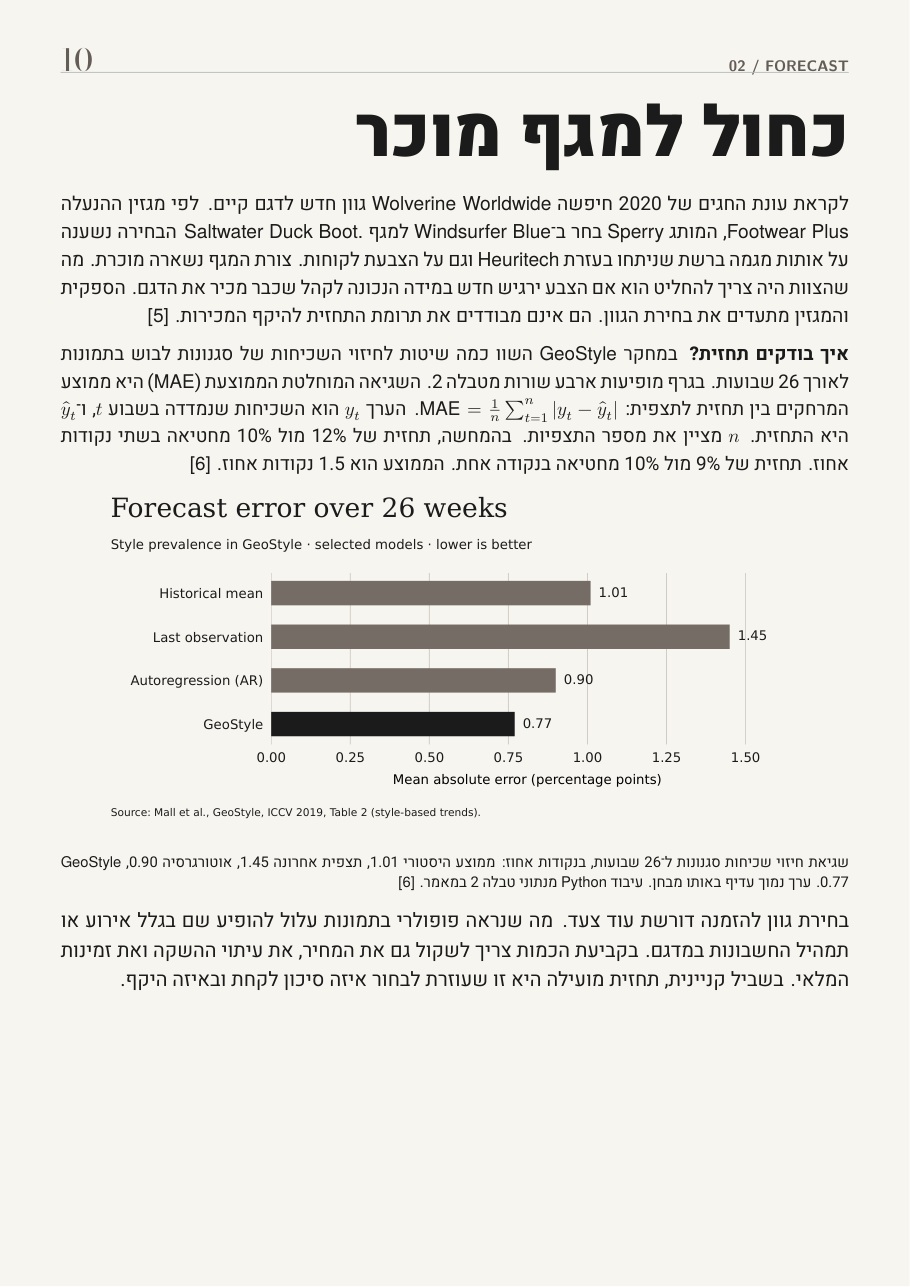 10
02 / FORECAST
כחול למגף מוכר
לקראת עונת החגים של 2020 חיפשה Wolverine Worldwide גוון חדש לדגם קיים. לפי מגזין ההנעלה
Footwear Plus, המותג Sperry בחר ב־Windsurfer Blue למגף Saltwater Duck Boot. הבחירה נשענה
על אותות מגמה ברשת שניתחו בעזרת Heuritech וגם על הצבעת לקוחות. צורת המגף נשארה מוכרת. מה
שהצוות היה צריך להחליט הוא אם הצבע ירגיש חדש במידה הנכונה לקהל שכבר מכיר את הדגם. הספקית
והמגזין מתעדים את בחירת הגוון. הם אינם מבודדים את תרומת התחזית להיקף המכירות. [5]
איך בודקים תחזית? במחקר GeoStyle השוו כמה שיטות לחיזוי השכיחות של סגנונות לבוש בתמונות
לאורך 26 שבועות. בגרף מופיעות ארבע שורות מטבלה 2. השגיאה המוחלטת הממוצעת (MAE) היא ממוצע
המרחקים בין תחזית לתצפית: MAE = \frac{1}{n} \sum_{t=1}^{n} |y_t − \hat{y}_t|. הערך y_t הוא השכיחות שנמדדה בשבוע t, ו־\hat{y}_t
היא התחזית. n מציין את מספר התצפיות. בהמחשה, תחזית של 12% מול 10% מחטיאה בשתי נקודות
אחוז. תחזית של 9% מול 10% מחטיאה בנקודה אחת. הממוצע הוא 1.5 נקודות אחוז. [6]
Forecast error over 26 weeks
Style prevalence in GeoStyle · selected models · lower is better
Historical mean 1.01
Last observation 1.45
Autoregression (AR) 0.90
GeoStyle 0.77
0.00 0.25 0.50 0.75 1.00 1.25 1.50
Mean absolute error (percentage points)
Source: Mall et al., GeoStyle, ICCV 2019, Table 2 (style-based trends).
שגיאת חיזוי שכיחות סגנונות ל־26 שבועות, בנקודות אחוז: ממוצע היסטורי 1.01, תצפית אחרונה 1.45, אוטורגרסיה 0.90, GeoStyle
0.77. ערך נמוך עדיף באותו מבחן. עיבוד Python מנתוני טבלה 2 במאמר. [6]
בחירת גוון להזמנה דורשת עוד צעד. מה שנראה פופולרי בתמונות עלול להופיע שם בגלל אירוע או
תמהיל החשבונות במדגם. בקביעת הכמות צריך לשקול גם את המחיר, את עיתוי ההשקה ואת זמינות
המלאי. בשביל קניינית, תחזית מועילה היא זו שעוזרת לבחור איזה סיכון לקחת ובאיזה היקף.